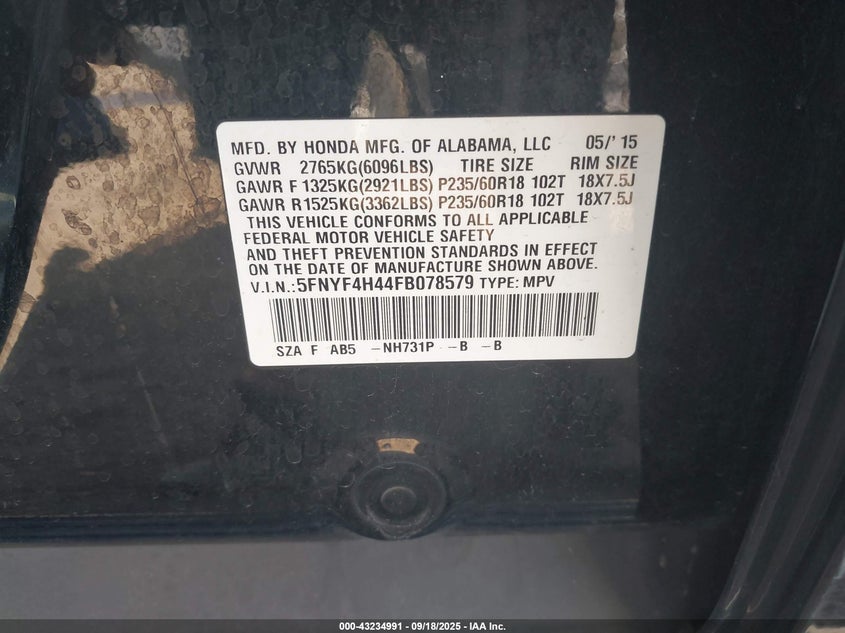 MFD. BY HONDA MFG. OF ALABAMA, LLC 05/'15
GVWR 2765KG(6096LBS) TIRE SIZE RIM SIZE
GAWR F 1325KG(2921LBS) P235/60R18 102T 18X7.5J
GAWR R1525KG(3362LBS) P235/60R18 102T 18X7.5J
THIS VEHICLE CONFORMS TO ALL APPLICABLE
FEDERAL MOTOR VEHICLE SAFETY
AND THEFT PREVENTION STANDARDS IN EFFECT
ON THE DATE OF MANUFACTURE SHOWN ABOVE.
V.I.N.:5FNYF4H44FB078579 TYPE: MPV
SZA F AB5 -NH731P -B -B
000-43234991 - 09/18/2025 - IAA Inc.